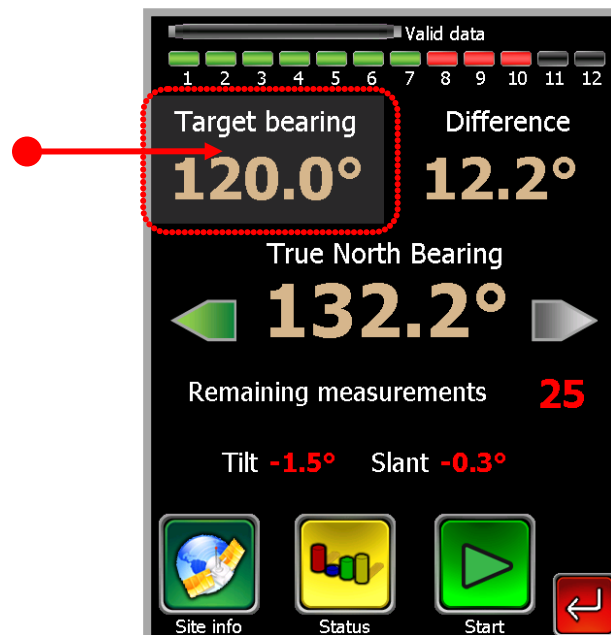 Valid data
1 2 3 4 5 6 7 8 9 10 11 12
Target bearing Difference
120.0° 12.2°
True North Bearing
132.2°
Remaining measurements 25
Tilt -1.5° Slant -0.3°
Site info Status Start